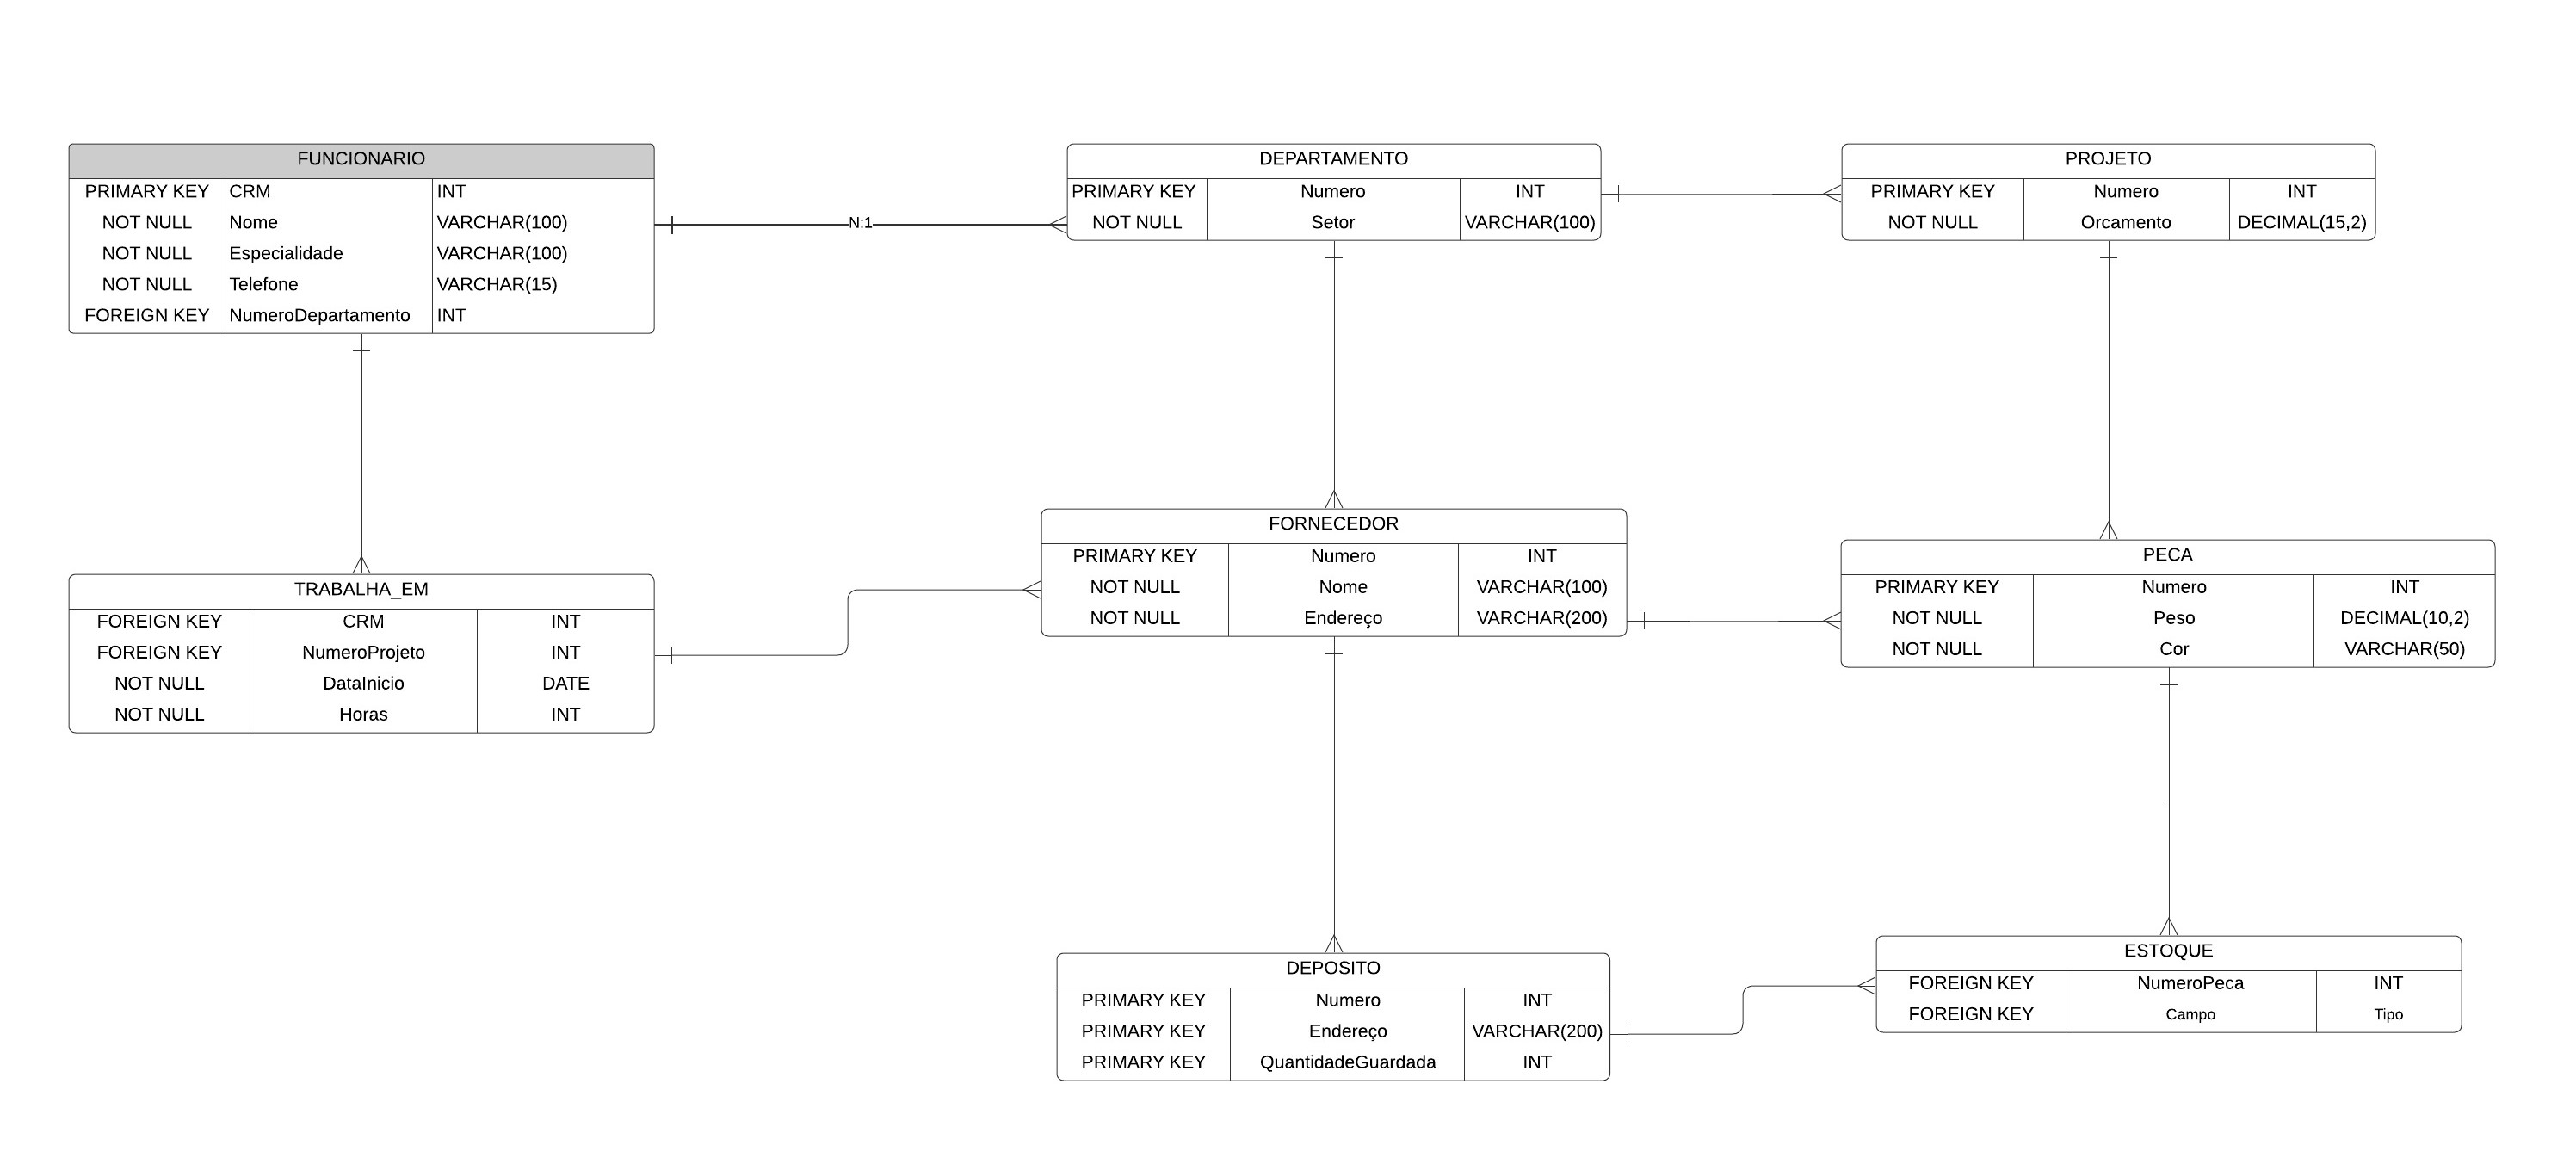 FUNCIONARIO
PRIMARY KEY CRM INT
NOT NULL Nome VARCHAR(100)
NOT NULL Especialidade VARCHAR(100)
NOT NULL Telefone VARCHAR(15)
FOREIGN KEY NumeroDepartamento INT
N:1
DEPARTAMENTO
PRIMARY KEY Numero INT
NOT NULL Setor VARCHAR(100)
PROJETO
PRIMARY KEY Numero INT
NOT NULL Orcamento DECIMAL(15,2)
TRABALHA_EM
FOREIGN KEY CRM INT
FOREIGN KEY NumeroProjeto INT
NOT NULL DataInicio DATE
NOT NULL Horas INT
FORNECEDOR
PRIMARY KEY Numero INT
NOT NULL Nome VARCHAR(100)
NOT NULL Endereço VARCHAR(200)
PECA
PRIMARY KEY Numero INT
NOT NULL Peso DECIMAL(10,2)
NOT NULL Cor VARCHAR(50)
DEPOSITO
PRIMARY KEY Numero INT
PRIMARY KEY Endereço VARCHAR(200)
PRIMARY KEY QuantidadeGuardada INT
ESTOQUE
FOREIGN KEY NumeroPeca INT
FOREIGN KEY Campo Tipo